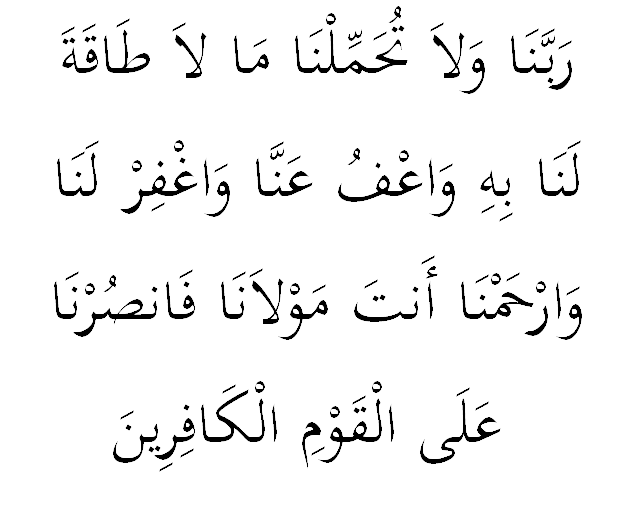 رَبَّنَا وَلاَ تُحَمِّلْنَا مَا لاَ طَاقَةَ
لَنَا بِهِ وَاعْفُ عَنَّا وَاغْفِرْ لَنَا
وَارْحَمْنَا أَنتَ مَوْلاَنَا فَانصُرْنَا
عَلَى الْقَوْمِ الْكَافِرِينَ